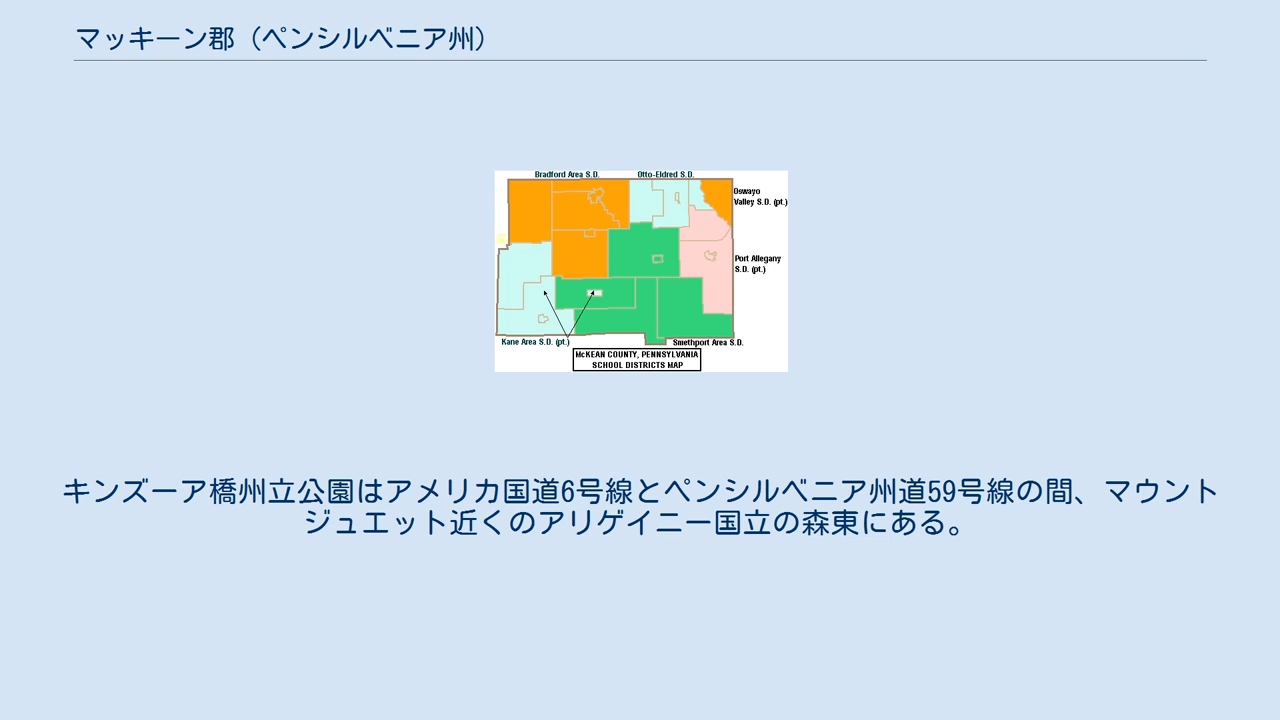 マッキーン郡（ペンシルベニア州）
Bradford Area S.D.
Otto-Eldred S.D.
Oswayo
Valley S.D. (pt.)
Port Allegany
S.D. (pt.)
Kane Area S.D. (pt.)
Smethport Area S.D.
McKEAN COUNTY, PENNSYLVANIA
SCHOOL DISTRICTS MAP
キンズーア橋州立公園はアメリカ国道6号線とペンシルベニア州道59号線の間、マウント
ジュエット近くのアリゲイニー国立の森東にある。